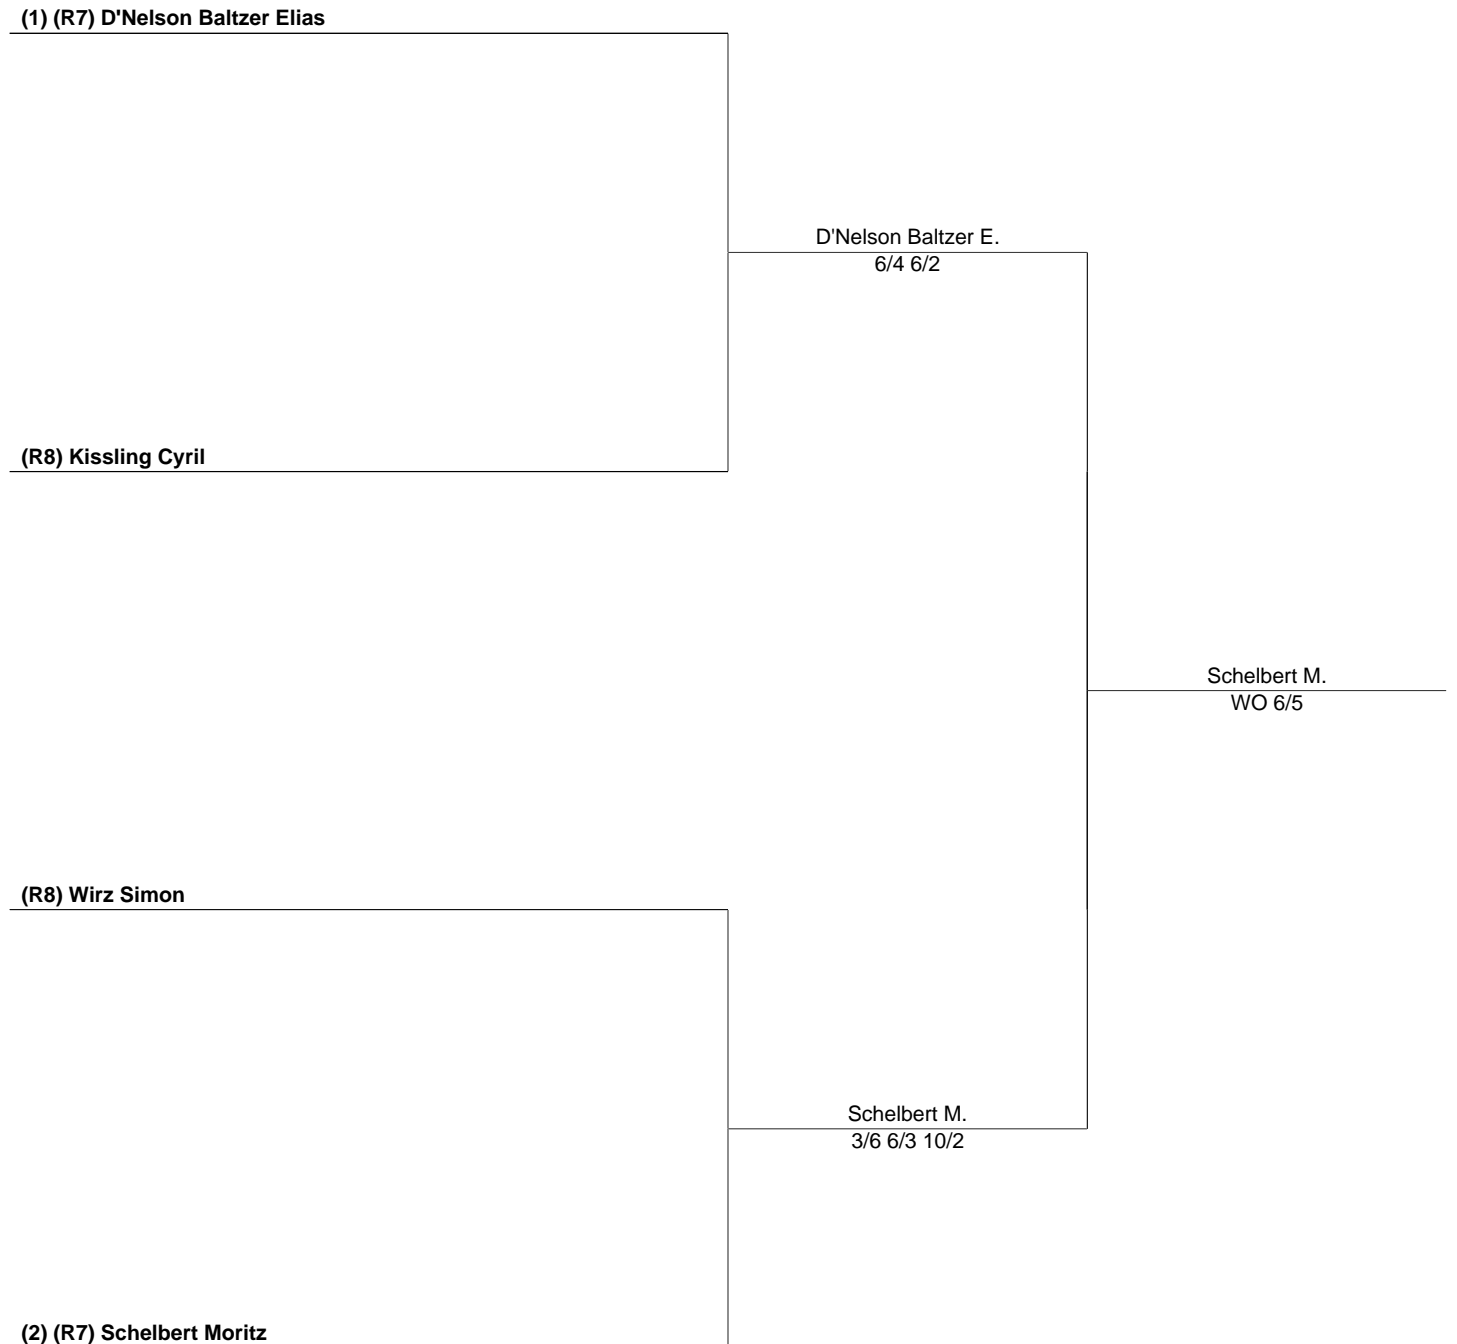 (1) (R7) D'Nelson Baltzer Elias
D'Nelson Baltzer E.
6/4 6/2
(R8) Kissling Cyril
Schelbert M.
WO 6/5
(R8) Wirz Simon
Schelbert M.
3/6 6/3 10/2
(2) (R7) Schelbert Moritz